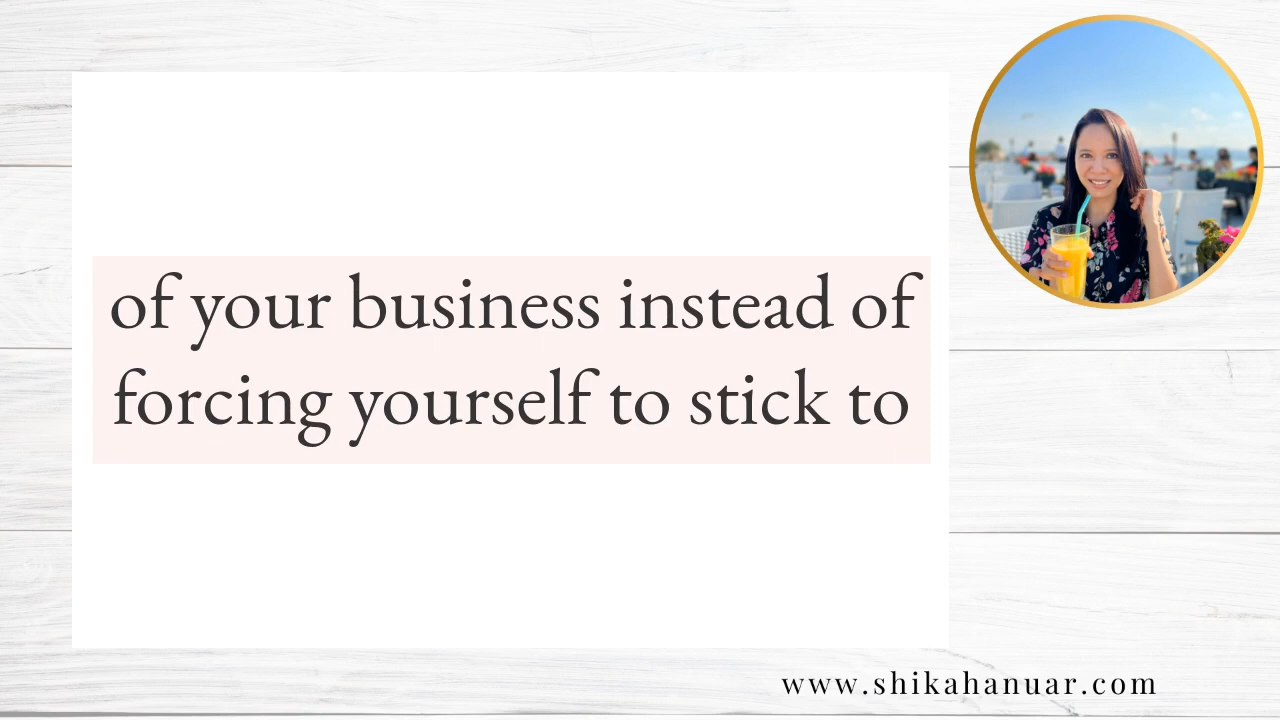 of your business instead of
forcing yourself to stick to
www.shikahanuar.com